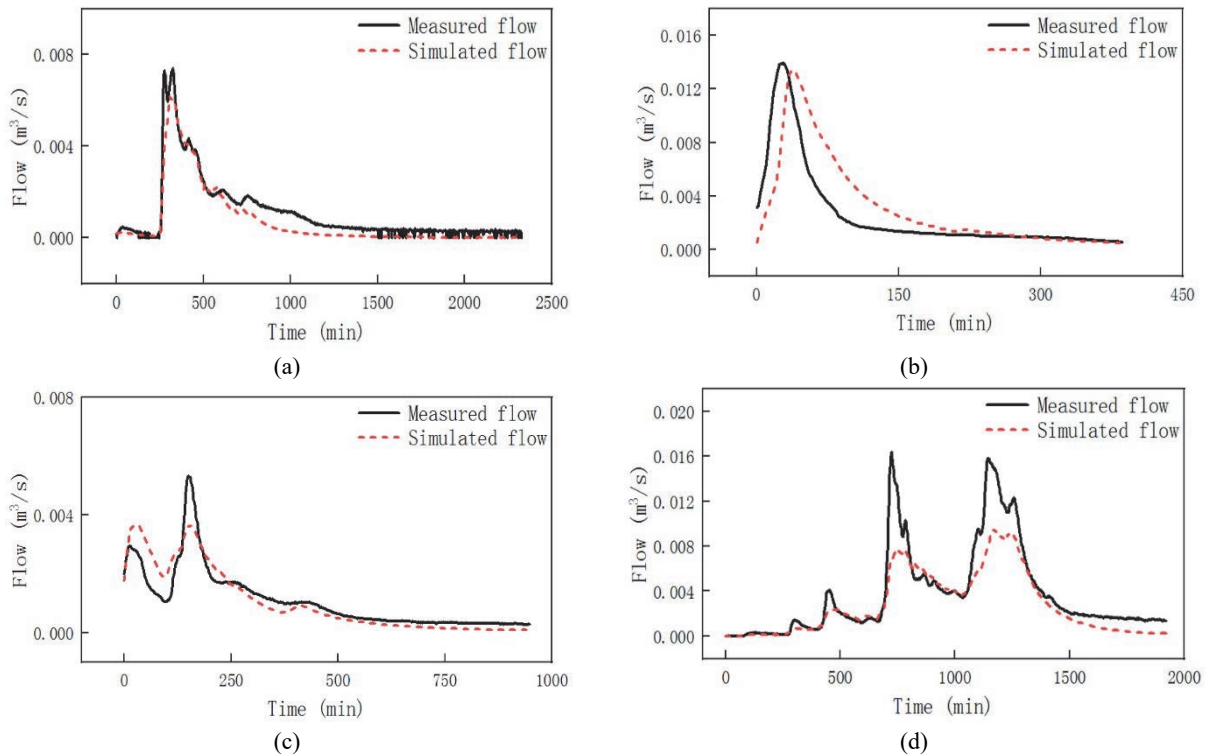 Measured flow
Simulated flow
0.008
0.004
0.000
Flow (m³/s)
0 500 1000 1500 2000 2500
Time (min)
(a)
Measured flow
Simulated flow
0.016
0.012
0.008
0.004
0.000
Flow (m³/s)
0 150 300 450
Time (min)
(b)
Measured flow
Simulated flow
0.008
0.004
0.000
Flow (m³/s)
0 250 500 750 1000
Time (min)
(c)
Measured flow
Simulated flow
0.020
0.016
0.012
0.008
0.004
0.000
Flow (m³/s)
0 500 1000 1500 2000
Time (min)
(d)